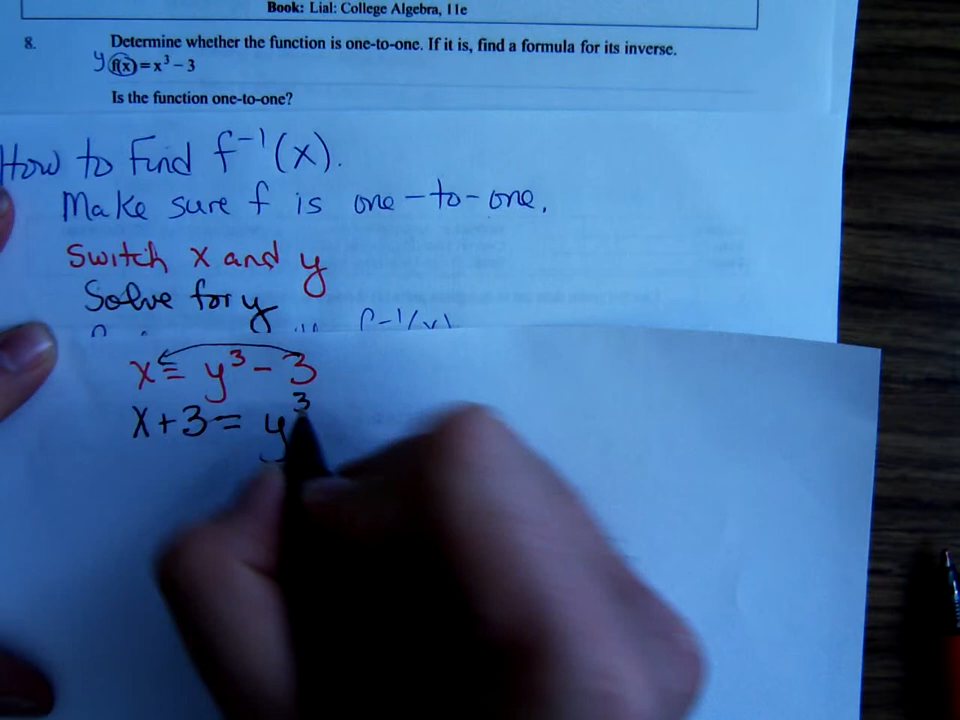 Book: Lial: College Algebra, 11e
8. Determine whether the function is one-to-one. If it is, find a formula for its inverse.
y f(x) = x³ − 3
Is the function one-to-one?
How to Find f⁻¹(x).
Make sure f is one-to-one.
Switch x and y
Solve for y
f⁻¹(x)
x = y³ − 3
x + 3 = y³